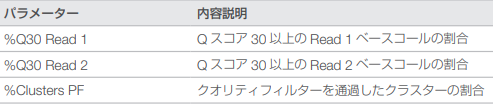 パラメーター 内容説明
%Q30 Read 1 Q スコア 30 以上の Read 1 ベースコールの割合
%Q30 Read 2 Q スコア 30 以上の Read 2 ベースコールの割合
%Clusters PF クオリティフィルターを通過したクラスターの割合